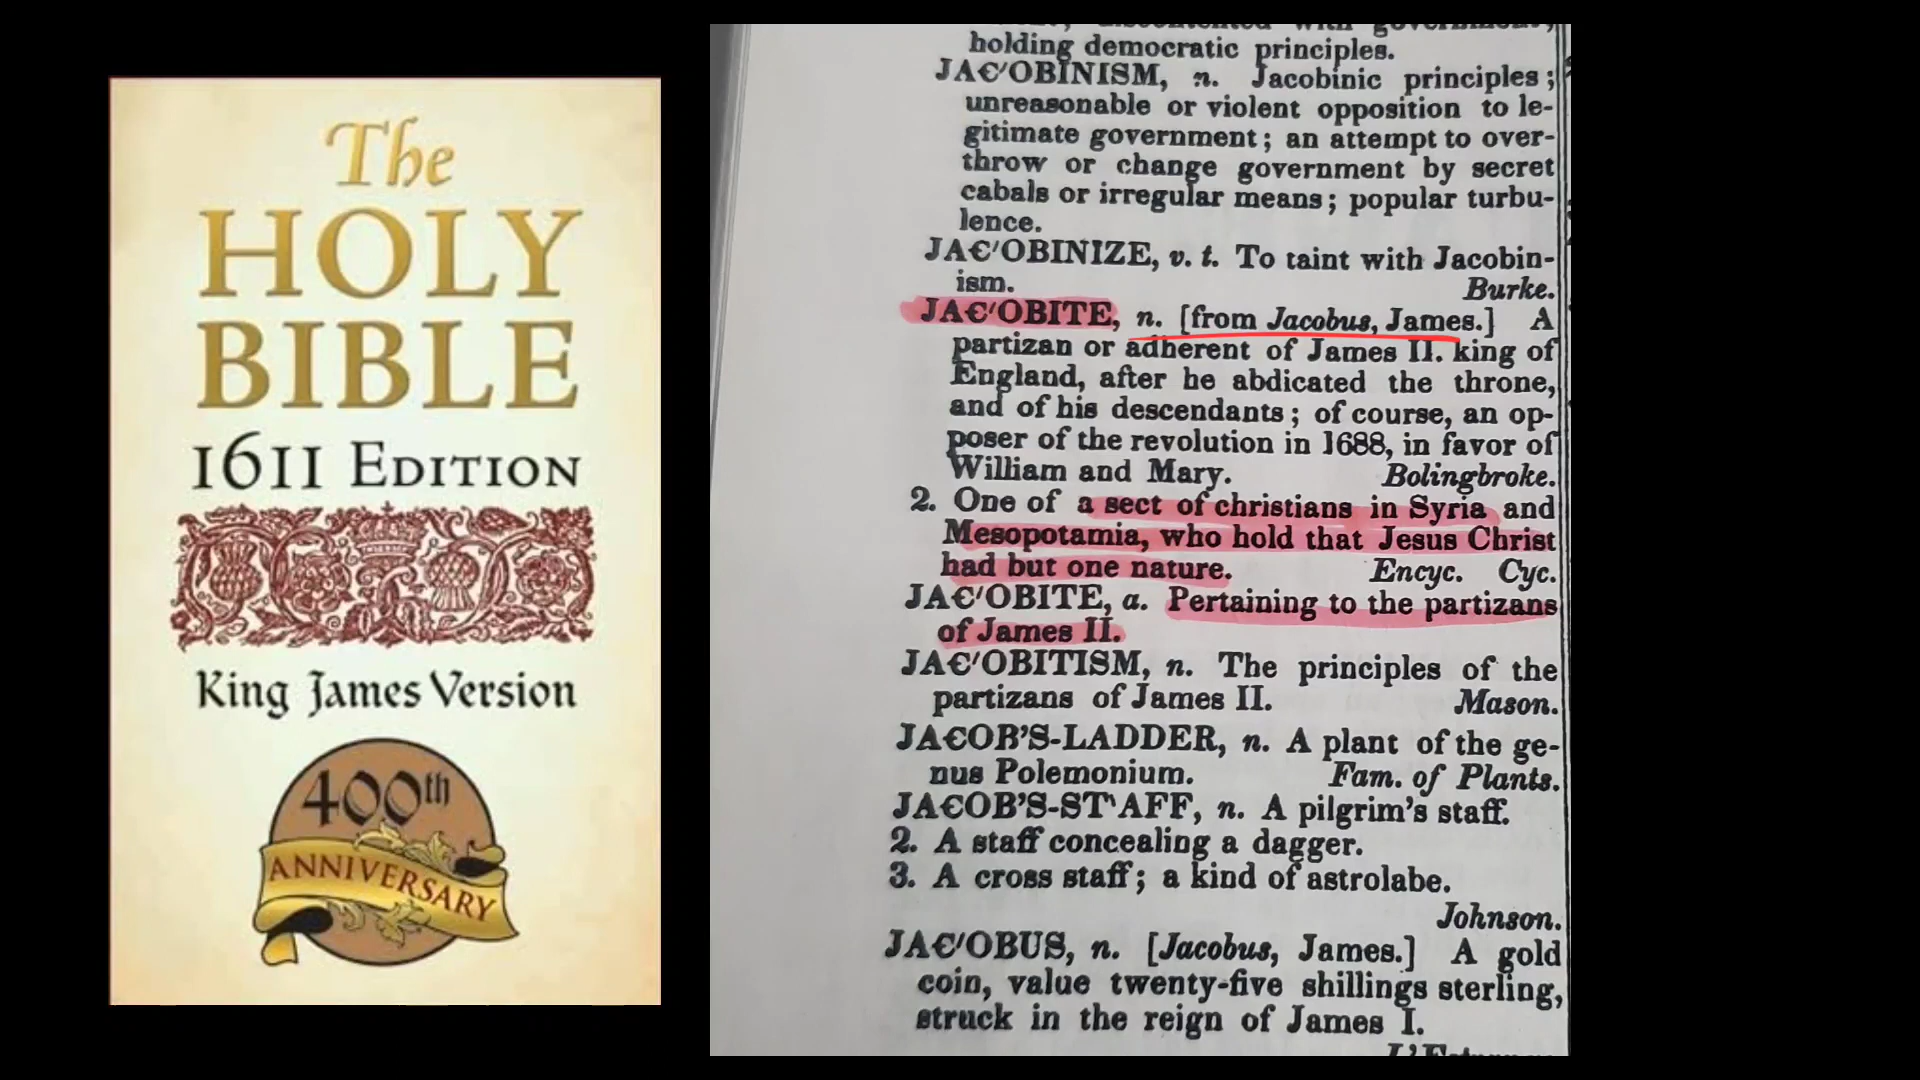 The
HOLY
BIBLE
1611 EDITION
King James Version
400th
ANNIVERSARY
holding democratic principles.
JAC'OBINISM, n. Jacobinic principles;
unreasonable or violent opposition to le-
gitimate government; an attempt to over-
throw or change government by secret
cabals or irregular means; popular turbu-
lence.
JAC'OBINIZE, v. t. To taint with Jacobin-
ism. Burke.
JAC'OBITE, n. [from Jacobus, James.] A
partizan or adherent of James II. king of
England, after he abdicated the throne,
and of his descendants; of course, an op-
poser of the revolution in 1688, in favor of
William and Mary. Bolingbroke.
2. One of a sect of christians in Syria and
Mesopotamia, who hold that Jesus Christ
had but one nature. Encyc. Cyc.
JAC'OBITE, a. Pertaining to the partizans
of James II.
JAC'OBITISM, n. The principles of the
partizans of James II. Mason.
JACOB'S-LADDER, n. A plant of the ge-
nus Polemonium. Fam. of Plants.
JACOB'S-ST'AFF, n. A pilgrim's staff.
2. A staff concealing a dagger.
3. A cross staff; a kind of astrolabe.
Johnson.
JAC'OBUS, n. [Jacobus, James.] A gold
coin, value twenty-five shillings sterling,
struck in the reign of James I.